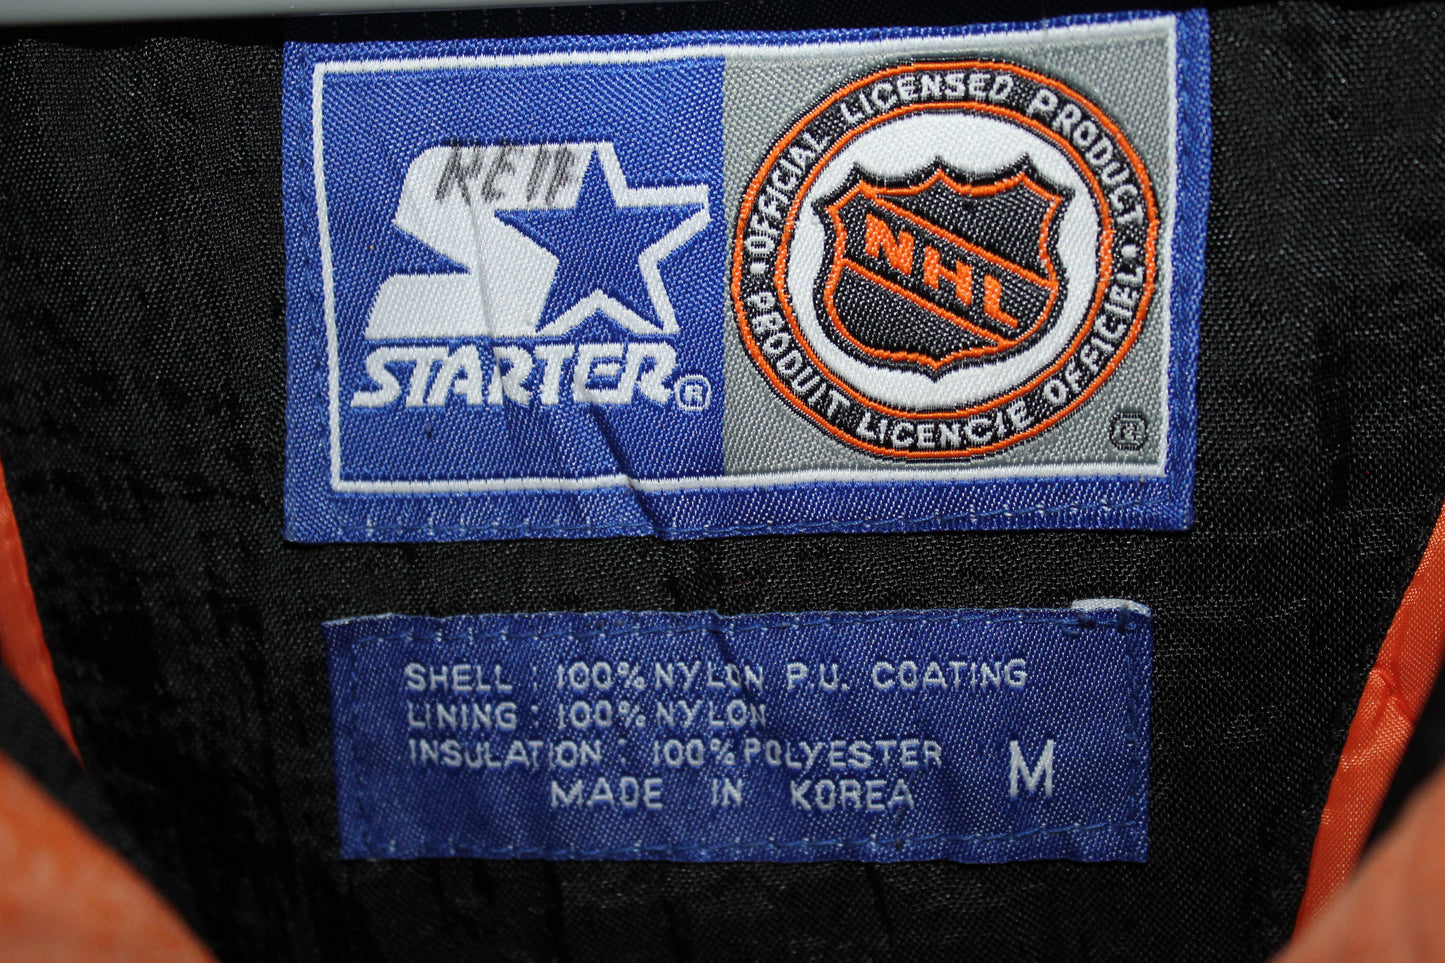 STARTER®
OFFICIAL LICENSED PRODUCT
NHL
PRODUIT LICENCIE OFFICIEL
®
SHELL : 100% NYLON P.U. COATING
LINING : 100% NYLON
INSULATION : 100% POLYESTER
MADE IN KOREA
M